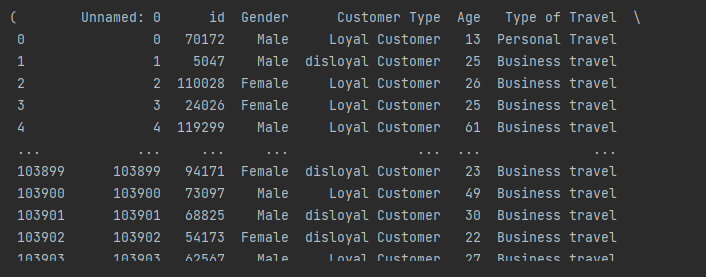 (        Unnamed: 0      id  Gender      Customer Type  Age   Type of Travel  \
0                 0   70172    Male     Loyal Customer   13  Personal Travel
1                 1    5047    Male  disloyal Customer   25  Business travel
2                 2  110028  Female     Loyal Customer   26  Business travel
3                 3   24026  Female     Loyal Customer   25  Business travel
4                 4  119299    Male     Loyal Customer   61  Business travel
...             ...     ...     ...                ...  ...              ...
103899       103899   94171  Female  disloyal Customer   23  Business travel
103900       103900   73097    Male     Loyal Customer   49  Business travel
103901       103901   68825    Male  disloyal Customer   30  Business travel
103902       103902   54173  Female  disloyal Customer   22  Business travel
103903       103903   62567    Male     Loyal Customer   27  Business travel